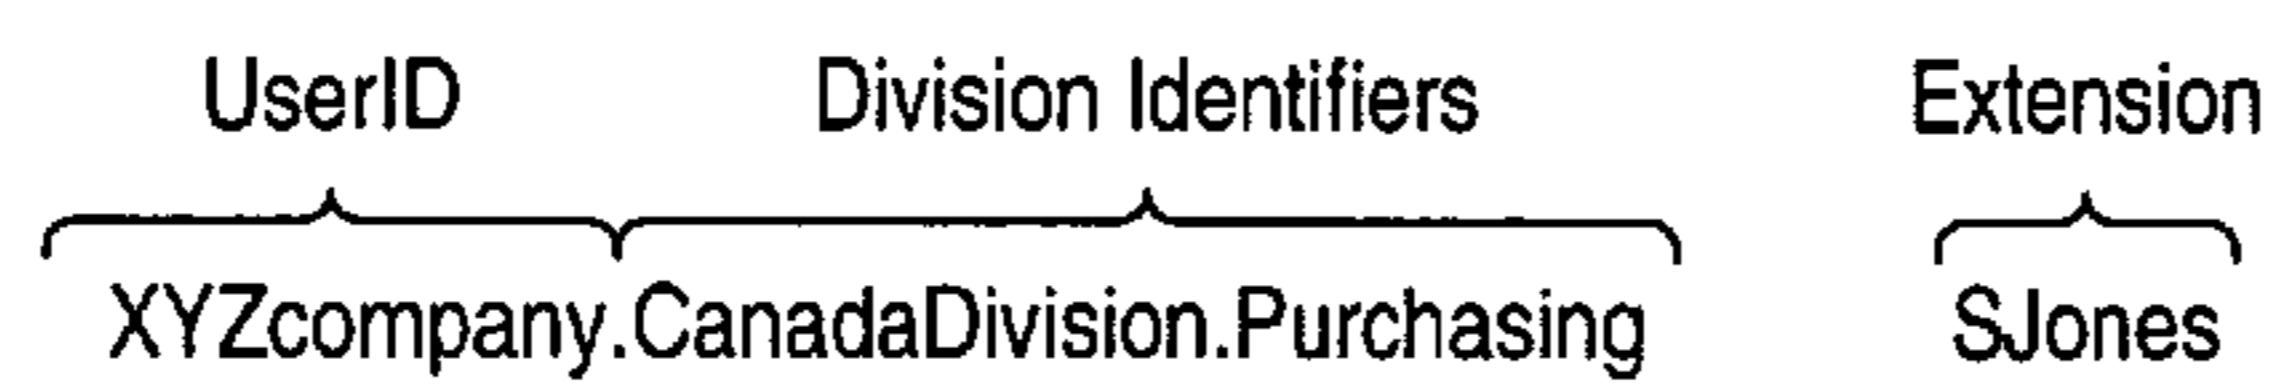 UserID Division Identifiers Extension
XYZcompany.CanadaDivision.Purchasing SJones